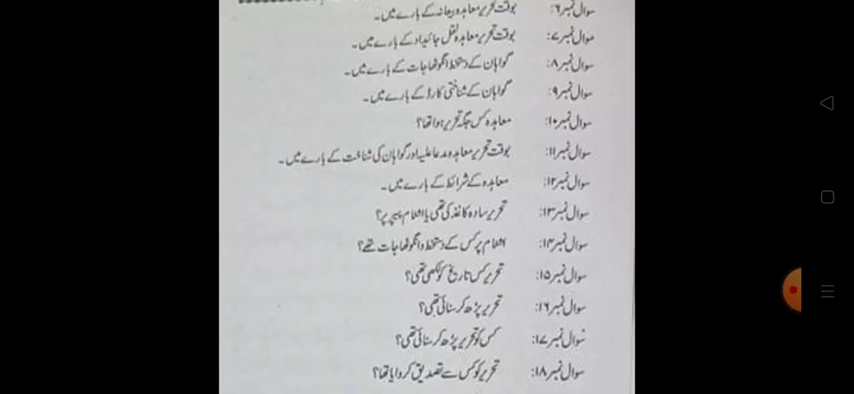 سوال نمبر۶: بوقت تحریر معاہدہ بیعانہ کے بارے میں۔
سوال نمبر۷: بوقت تحریر معاہدہ نقل جائیداد کے بارے میں۔
سوال نمبر۸: گواہان کے دستخط وانگوٹھا جات کے بارے میں۔
سوال نمبر۹: گواہان کے شناختی کارڈ کے بارے میں۔
سوال نمبر۱۰: معاہدہ کس جگہ تحریر ہوا تھا؟
سوال نمبر۱۱: بوقت تحریر معاہدہ مدعا علیہ اور گواہان کی شناخت کے بارے میں۔
سوال نمبر۱۲: معاہدہ کے شرائط کے بارے میں۔
سوال نمبر۱۳: تحریر سادہ کاغذ کی تھی یا اشٹام پیپر پر؟
سوال نمبر۱۴: اشٹام پر کس کے دستخط وانگوٹھا جات تھے؟
سوال نمبر۱۵: تحریر کس تاریخ کو لکھی تھی؟
سوال نمبر۱۶: تحریر پڑھ کر سنائی تھی؟
سوال نمبر۱۷: کس کو تحریر پڑھ کر سنائی تھی؟
سوال نمبر۱۸: تحریر کو کس سے تصدیق کروایا تھا؟